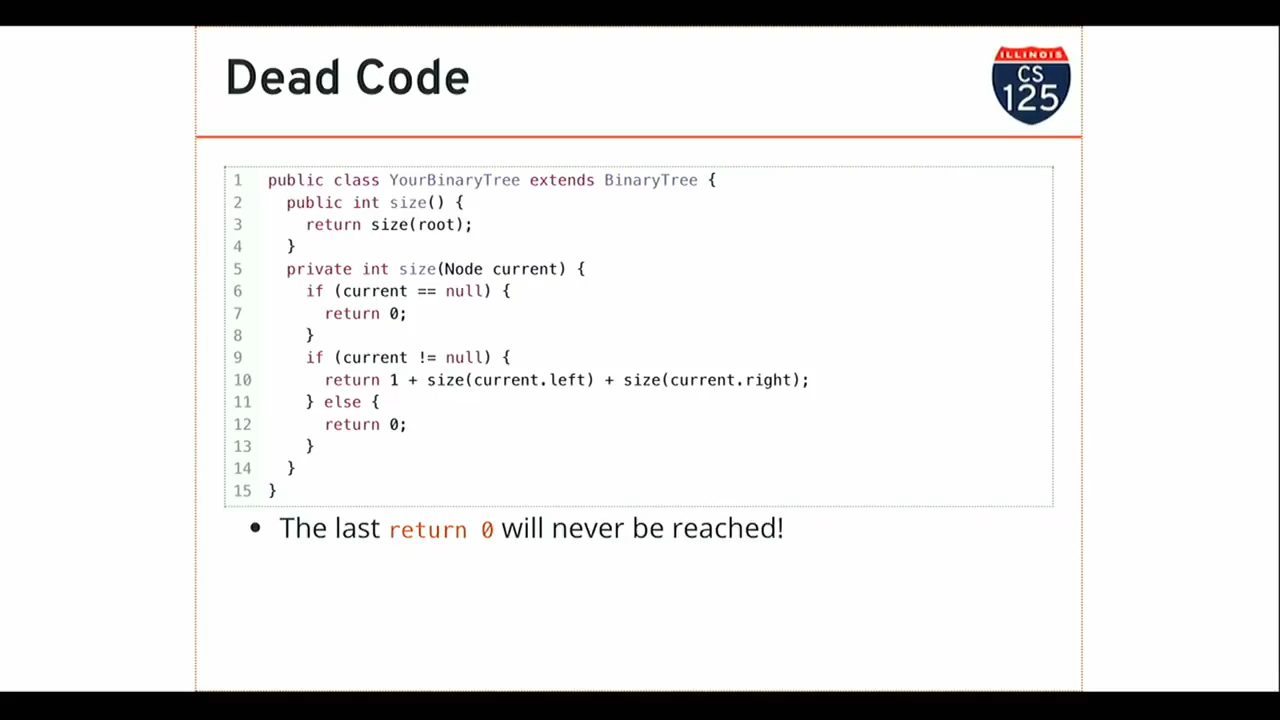 Dead Code
ILLINOIS
CS
125
1 public class YourBinaryTree extends BinaryTree {
2   public int size() {
3     return size(root);
4   }
5   private int size(Node current) {
6     if (current == null) {
7       return 0;
8     }
9     if (current != null) {
10       return 1 + size(current.left) + size(current.right);
11     } else {
12       return 0;
13     }
14   }
15 }
• The last return 0 will never be reached!